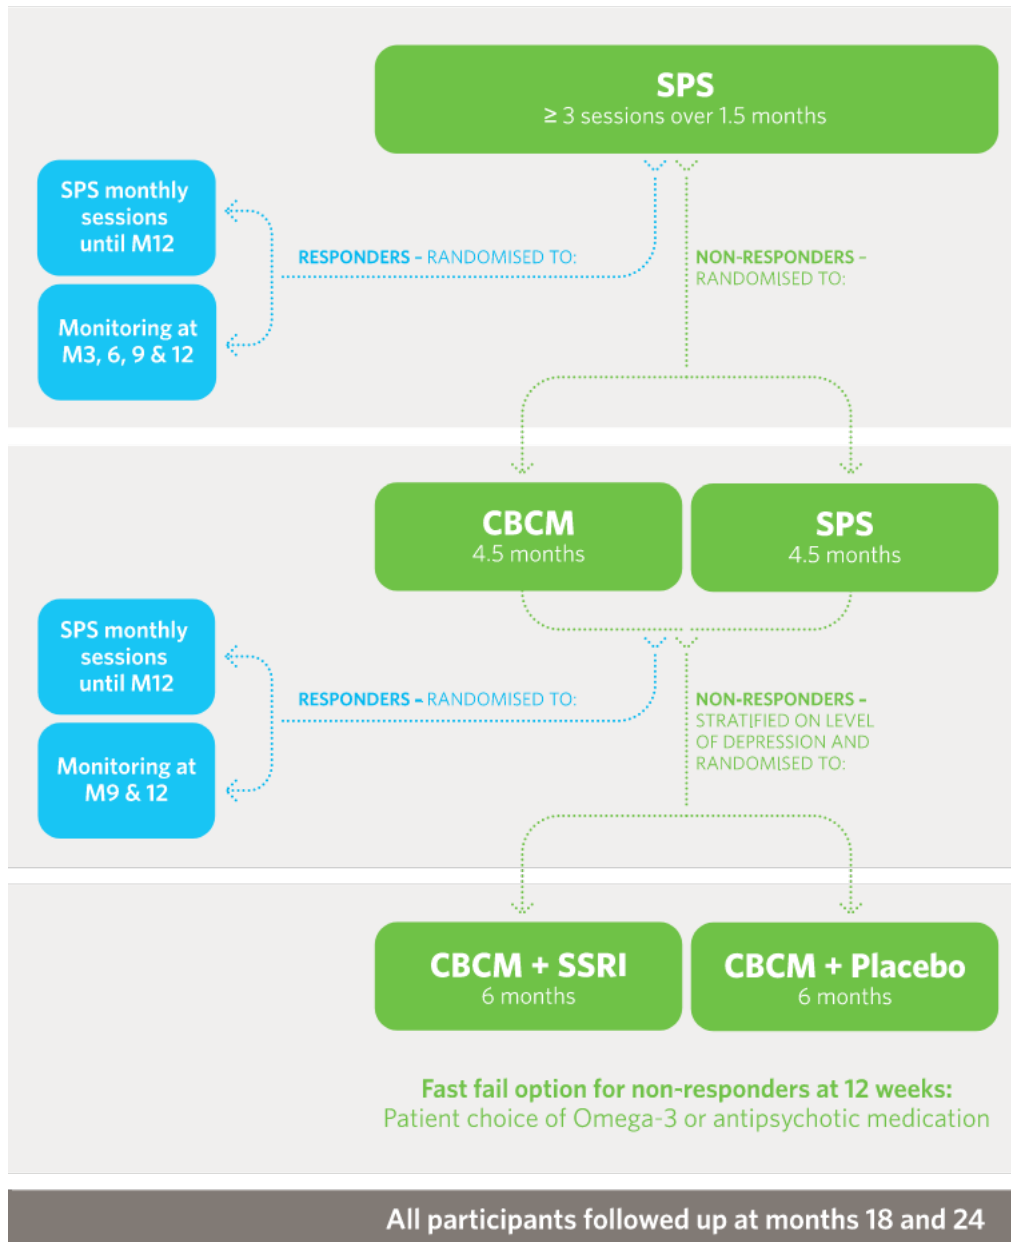 SPS
≥ 3 sessions over 1.5 months
SPS monthly
sessions
until M12
Monitoring at
M3, 6, 9 & 12
RESPONDERS – RANDOMISED TO:
NON-RESPONDERS –
RANDOMISED TO:
CBCM
4.5 months
SPS
4.5 months
SPS monthly
sessions
until M12
Monitoring at
M9 & 12
RESPONDERS – RANDOMISED TO:
NON-RESPONDERS –
STRATIFIED ON LEVEL
OF DEPRESSION AND
RANDOMISED TO:
CBCM + SSRI
6 months
CBCM + Placebo
6 months
Fast fail option for non-responders at 12 weeks:
Patient choice of Omega-3 or antipsychotic medication
All participants followed up at months 18 and 24